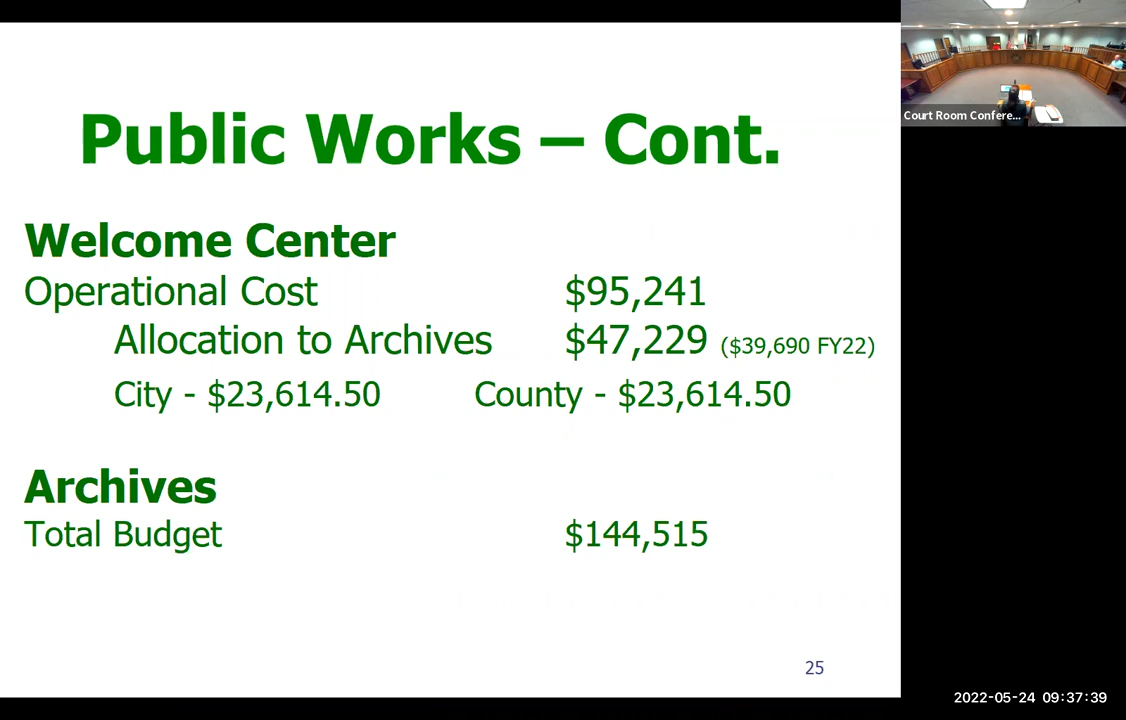 Public Works – Cont.
Welcome Center
Operational Cost $95,241
Allocation to Archives $47,229 ($39,690 FY22)
City - $23,614.50 County - $23,614.50
Archives
Total Budget $144,515
25
Court Room Confere...
2022-05-24 09:37:39